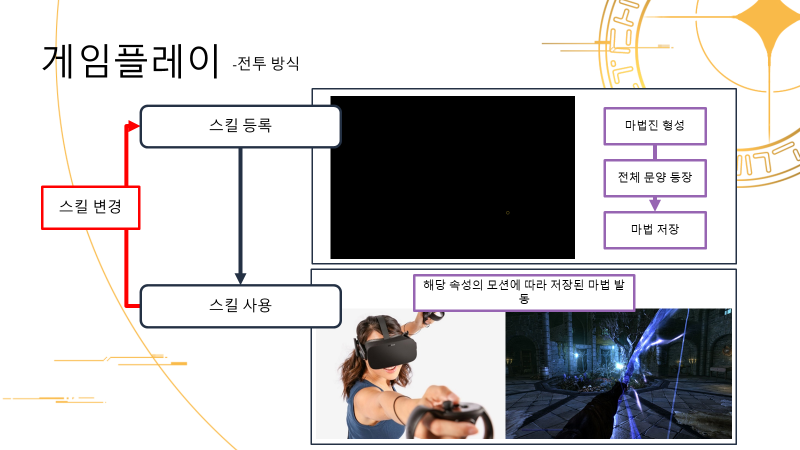 게임플레이 -전투 방식
스킬 등록
마법진 형성
전체 문양 등장
스킬 변경
마법 저장
스킬 사용
해당 속성의 모션에 따라 저장된 마법 발
동